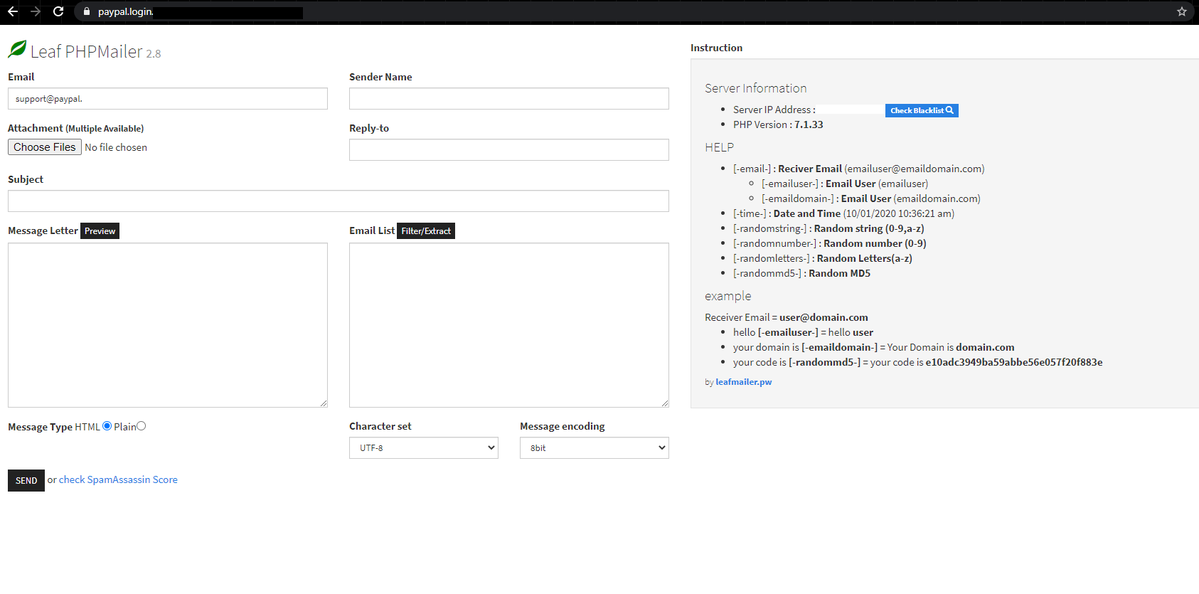 paypal.login.
Leaf PHPMailer 2.8
Email
Sender Name
support@paypal.
Attachment (Multiple Available)
Reply-to
Choose Files No file chosen
Subject
Message Letter Preview
Email List Filter/Extract
Message Type HTML Plain
Character set
Message encoding
UTF-8
8bit
SEND or check SpamAssassin Score
Instruction
Server Information
Server IP Address : Check Blacklist
PHP Version : 7.1.33
HELP
[-email-] : Reciver Email (emailuser@emaildomain.com)
[-emailuser-] : Email User (emailuser)
[-emaildomain-] : Email User (emaildomain.com)
[-time-] : Date and Time (10/01/2020 10:36:21 am)
[-randomstring-] : Random string (0-9,a-z)
[-randomnumber-] : Random number (0-9)
[-randomletters-] : Random Letters(a-z)
[-randommd5-] : Random MD5
example
Receiver Email = user@domain.com
hello [-emailuser-] = hello user
your domain is [-emaildomain-] = Your Domain is domain.com
your code is [-randommd5-] = your code is e10adc3949ba59abbe56e057f20f883e
by leafmailer.pw